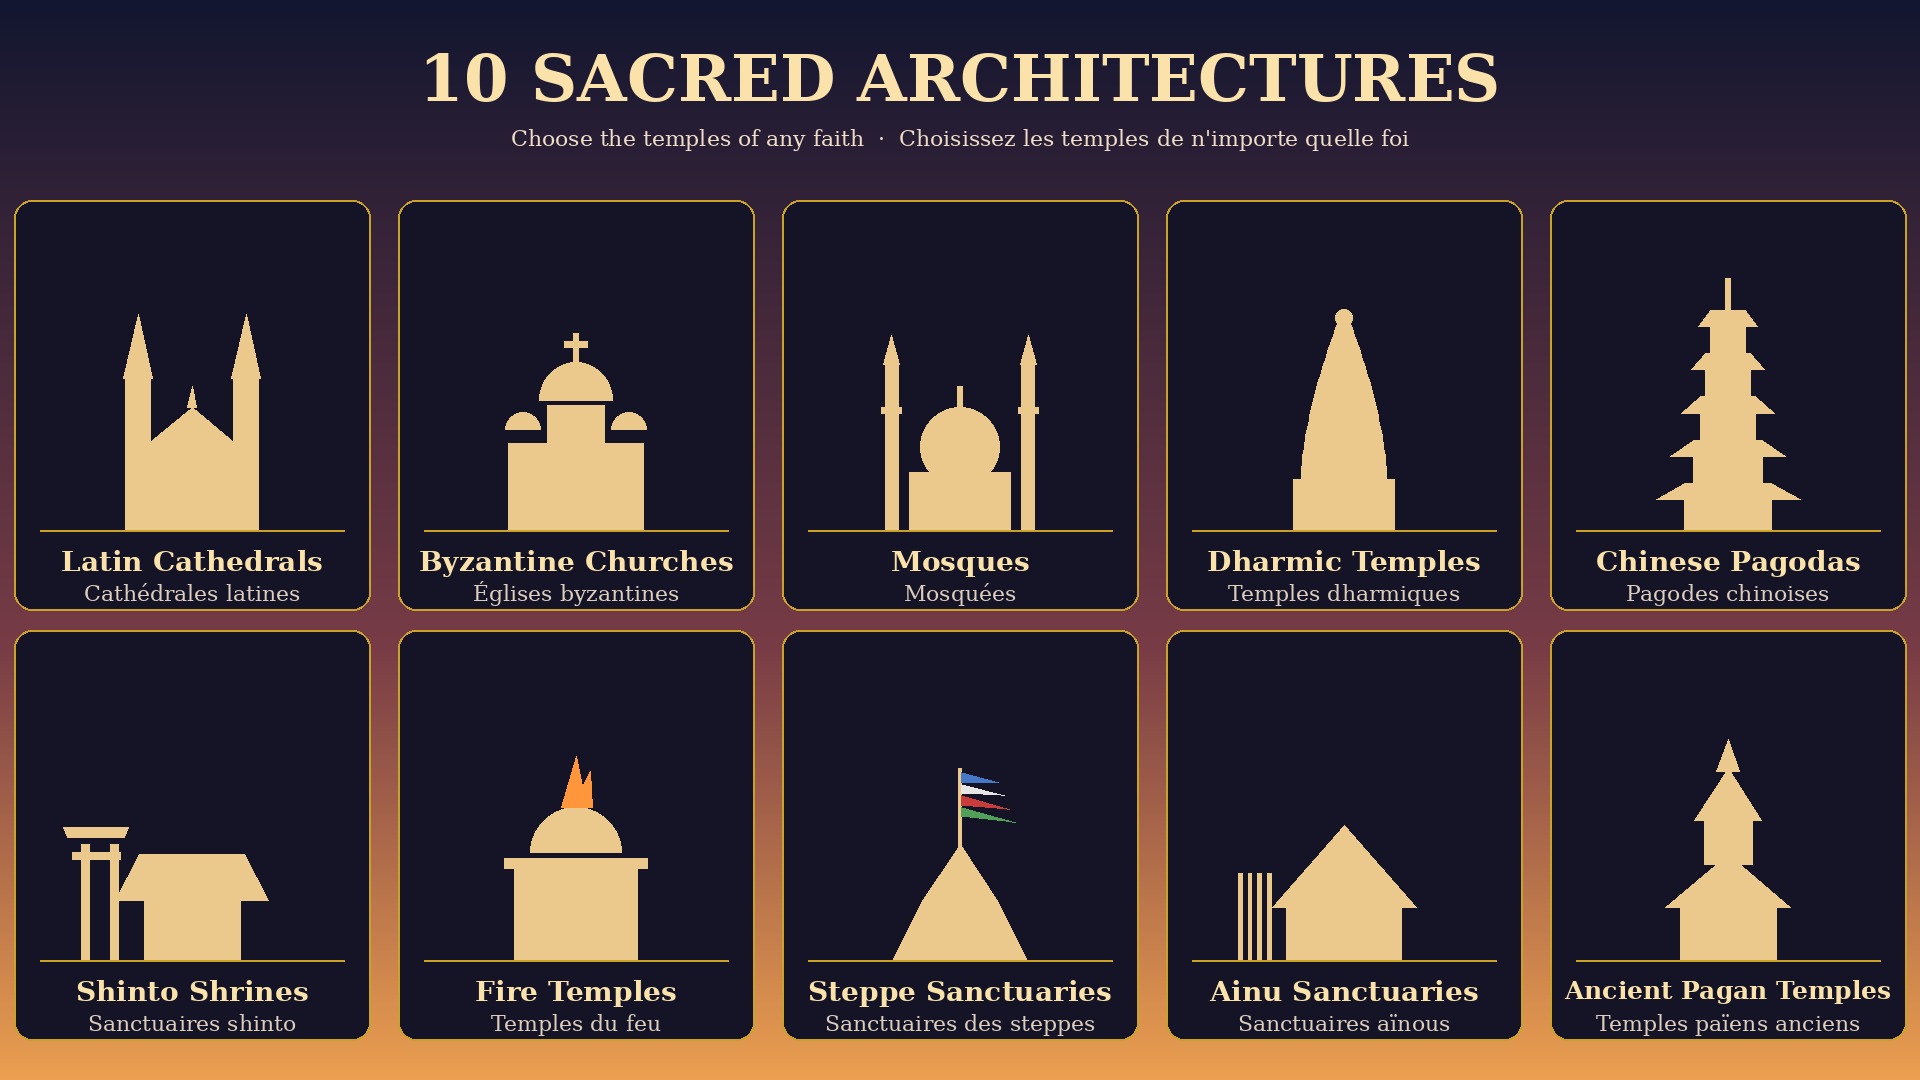 10 SACRED ARCHITECTURES
Choose the temples of any faith · Choisissez les temples de n'importe quelle foi
Latin Cathedrals
Cathédrales latines
Byzantine Churches
Églises byzantines
Mosques
Mosquées
Dharmic Temples
Temples dharmiques
Chinese Pagodas
Pagodes chinoises
Shinto Shrines
Sanctuaires shinto
Fire Temples
Temples du feu
Steppe Sanctuaries
Sanctuaires des steppes
Ainu Sanctuaries
Sanctuaires aïnous
Ancient Pagan Temples
Temples païens anciens